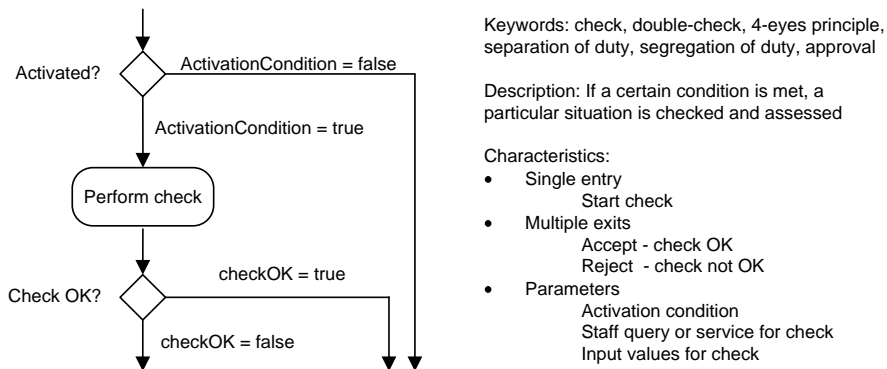 Activated?
ActivationCondition = false
ActivationCondition = true
Perform check
checkOK = true
Check OK?
checkOK = false
Keywords: check, double-check, 4-eyes principle,
separation of duty, segregation of duty, approval
Description: If a certain condition is met, a
particular situation is checked and assessed
Characteristics:
• Single entry
Start check
• Multiple exits
Accept - check OK
Reject - check not OK
• Parameters
Activation condition
Staff query or service for check
Input values for check